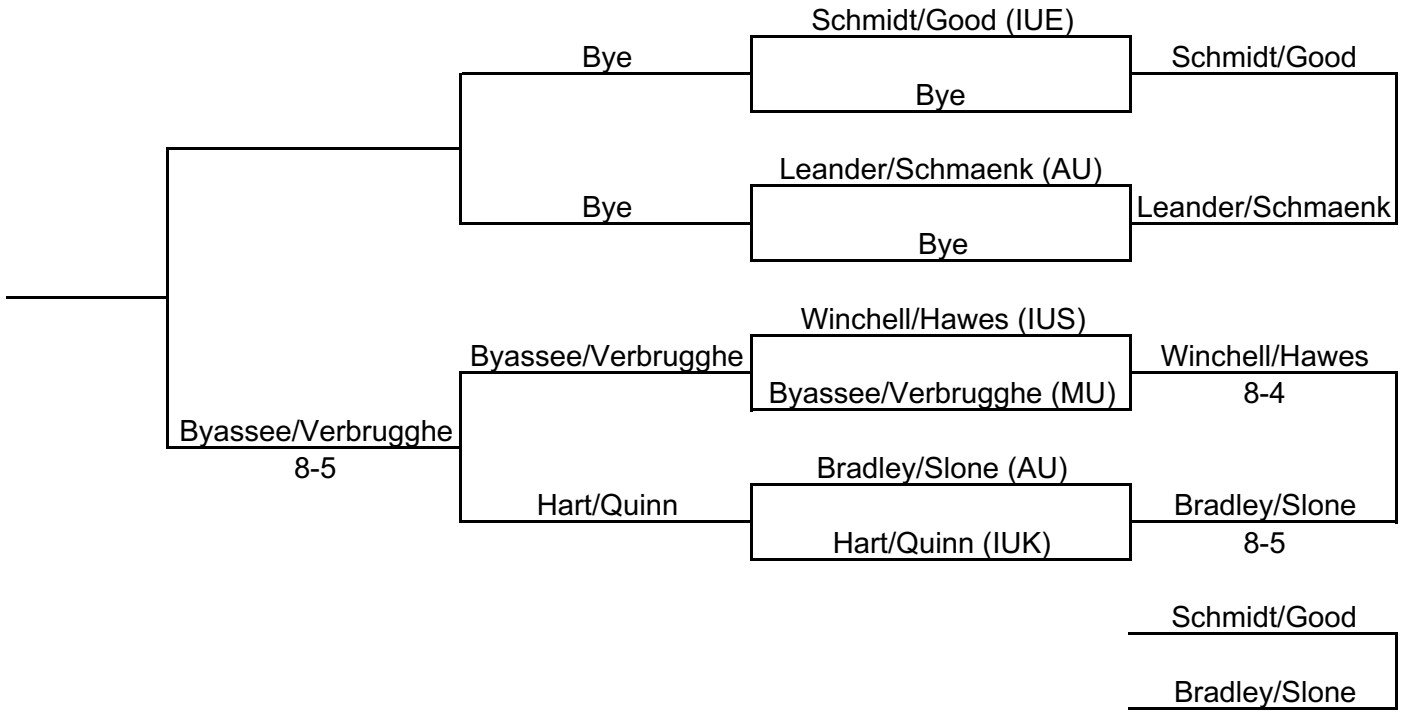 Schmidt/Good (IUE)
Bye
Schmidt/Good
Bye
Leander/Schmaenk (AU)
Bye
Leander/Schmaenk
Bye
Winchell/Hawes (IUS)
Byassee/Verbrugghe
Winchell/Hawes
Byassee/Verbrugghe (MU)
8-4
Byassee/Verbrugghe
8-5
Bradley/Slone (AU)
Hart/Quinn
Bradley/Slone
Hart/Quinn (IUK)
8-5
Schmidt/Good
Bradley/Slone